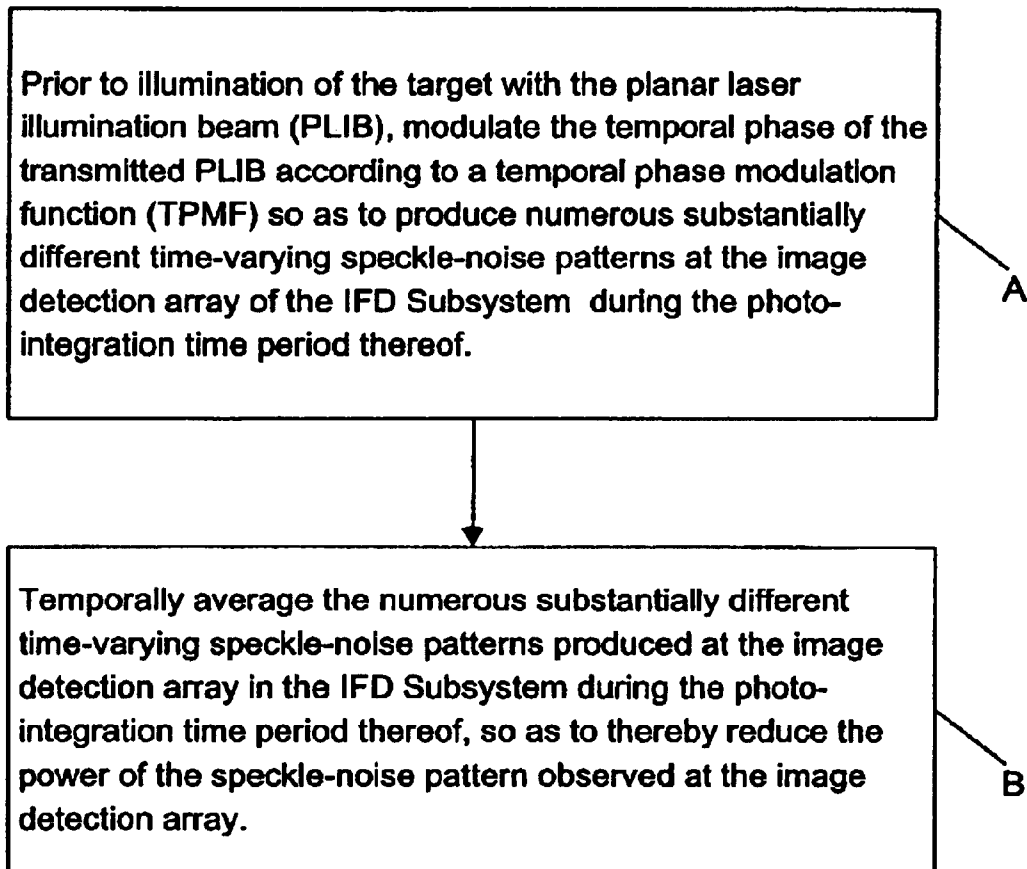 Prior to illumination of the target with the planar laser
illumination beam (PLIB), modulate the temporal phase of the
transmitted PLIB according to a temporal phase modulation
function (TPMF) so as to produce numerous substantially
different time-varying speckle-noise patterns at the image
detection array of the IFD Subsystem during the photo-
integration time period thereof.
A
Temporally average the numerous substantially different
time-varying speckle-noise patterns produced at the image
detection array in the IFD Subsystem during the photo-
integration time period thereof, so as to thereby reduce the
power of the speckle-noise pattern observed at the image
detection array.
B